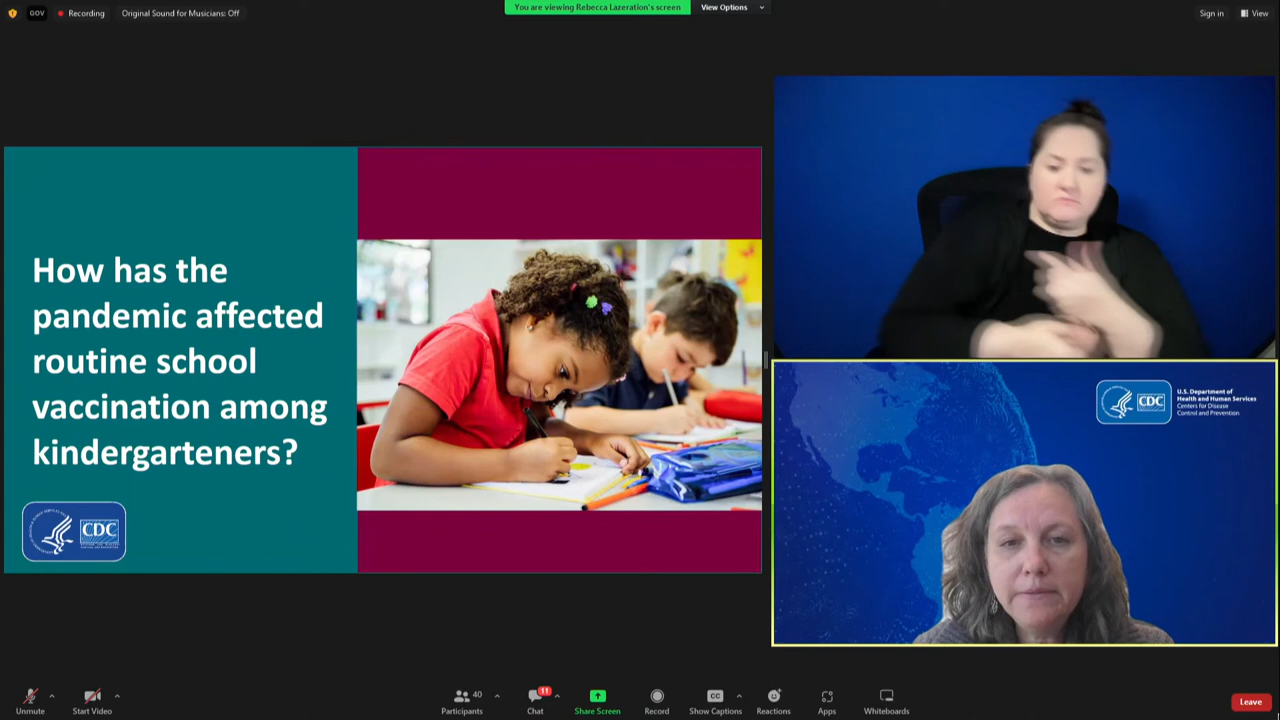 GOV
Recording
Original Sound for Musicians: Off
You are viewing Rebecca Lazeration's screen
View Options
Sign in
View
How has the
pandemic affected
routine school
vaccination among
kindergarteners?
CDC
CDC
U.S. Department of
Health and Human Services
Centers for Disease
Control and Prevention
Unmute
Start Video
40
Participants
11
Chat
Share Screen
Record
CC
Show Captions
Reactions
Apps
Whiteboards
Leave